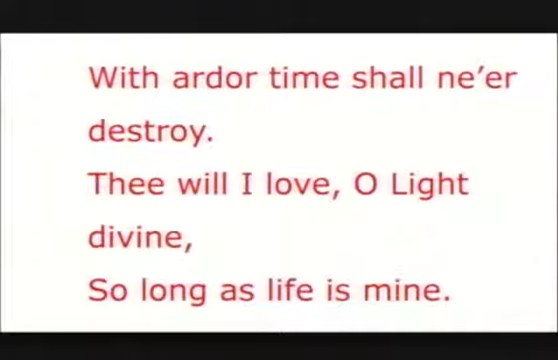 With ardor time shall ne’er
destroy.
Thee will I love, O Light
divine,
So long as life is mine.